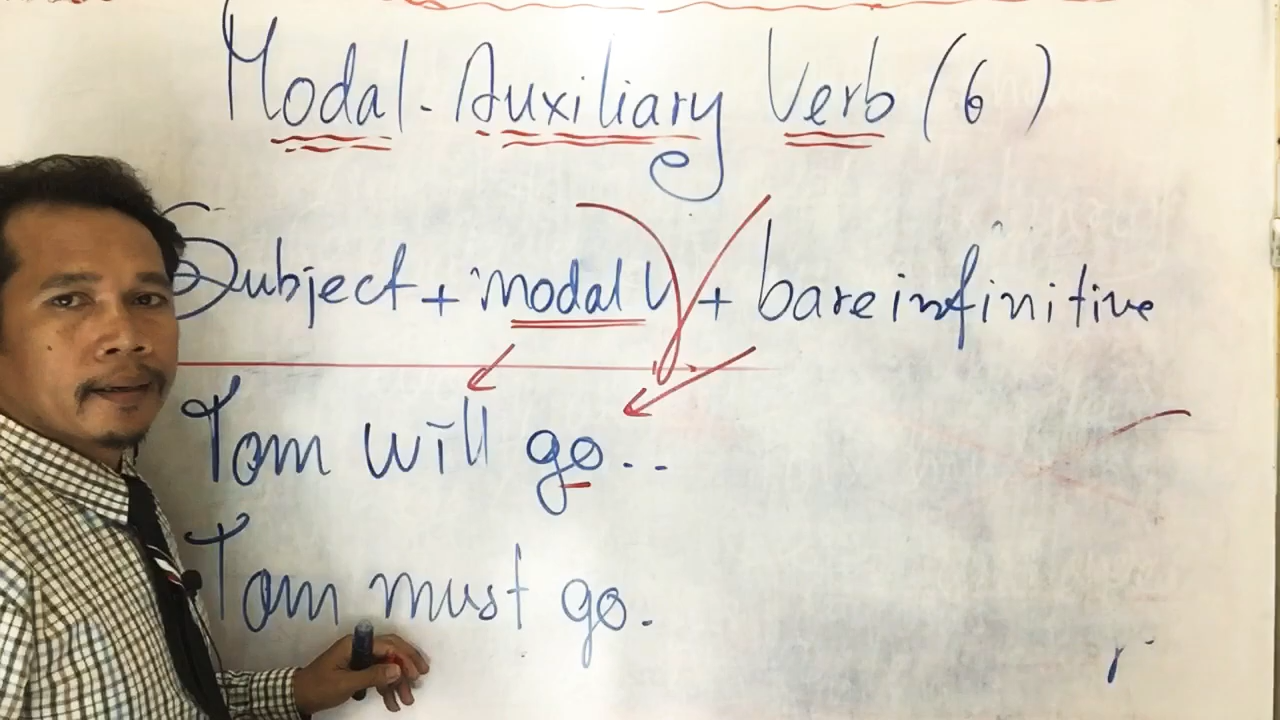 Modal-Auxiliary Verb (6)
Subject + modal V + bare infinitive
Tom will go...
Tom must go.